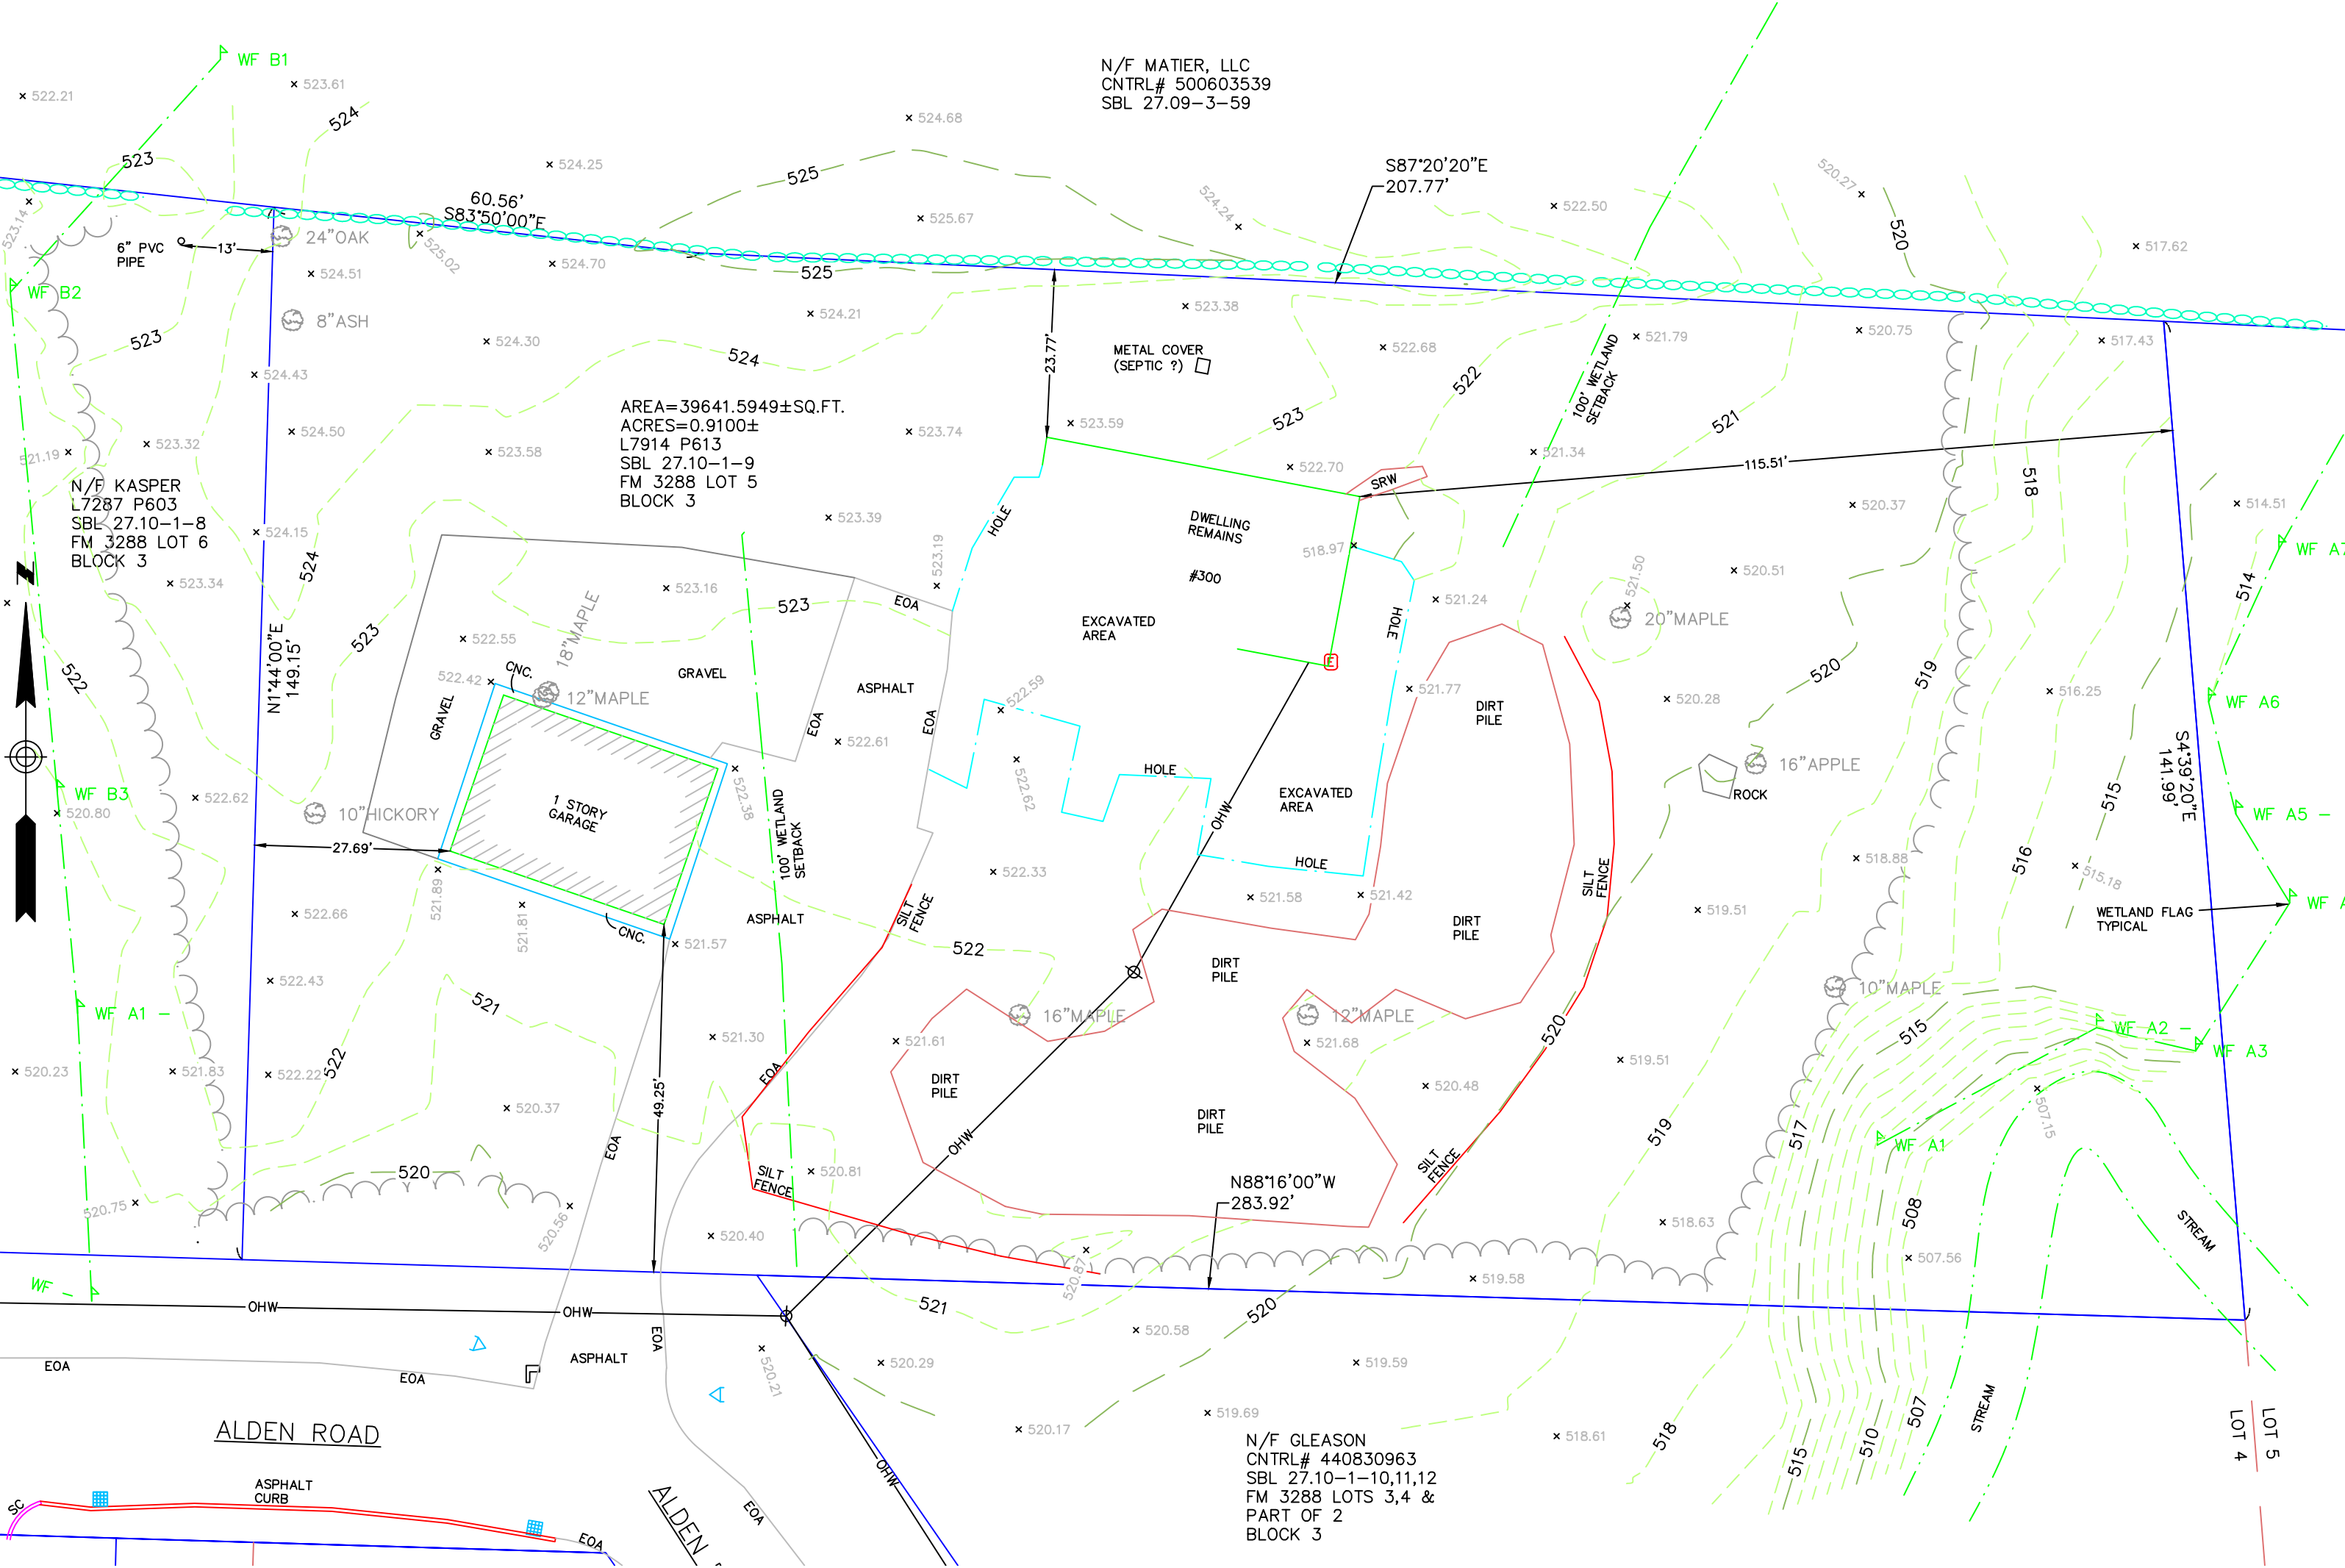 N/F MATIER, LLC
CNTRL# 500603539
SBL 27.09-3-59
WF B1
522.21
523.61
524
523
524.25
524.68
525
S87°20'20"E
207.77'
522.50
520.27
520
517.62
524.24
525.67
60.56'
S83°50'00"E
523.14
6" PVC
PIPE
13'
24"OAK
525.02
524.51
524.70
525
WF B2
8"ASH
523
524.30
524.21
524
523.38
23.77'
METAL COVER
(SEPTIC ?)
522.68
522
521.79
520.75
517.43
100' WETLAND
SETBACK
524.43
AREA=39641.5949±SQ.FT.
ACRES=0.9100±
L7914 P613
SBL 27.10-1-9
FM 3288 LOT 5
BLOCK 3
523.74
523.59
523
521
524.50
523.58
523.32
521.19
522.70
521.34
115.51'
SRW
518
N/F KASPER
L7287 P603
SBL 27.10-1-8
FM 3288 LOT 6
BLOCK 3
524.15
524
523.39
HOLE
DWELLING
REMAINS
#300
518.97
520.37
514.51
WF A7
N
523.34
523.16
523.19
523
EOA
521.24
520.51
521.50
20"MAPLE
514
523
522.55
18"MAPLE
EXCAVATED
AREA
HOLE
E
522
N1°44'00"E
149.15'
522.42
CNC.
12"MAPLE
GRAVEL
GRAVEL
ASPHALT
EOA
EOA
522.59
521.77
DIRT
PILE
520.28
520
519
516.25
WF A6
S4°39'20"E
141.99'
522.61
522.62
HOLE
EXCAVATED
AREA
16"APPLE
ROCK
WF B3
520.80
522.62
10"HICKORY
1 STORY
GARAGE
522.38
OHW
515
WF A5 -
27.69'
100' WETLAND
SETBACK
522.33
HOLE
518.88
516
515.18
521.89
522.66
521.81
521.57
CNC.
ASPHALT
SILT
FENCE
521.58
521.42
DIRT
PILE
SILT
FENCE
519.51
WETLAND FLAG
TYPICAL
WF A
522
522.43
521
DIRT
PILE
10"MAPLE
WF A1 -
16"MAPLE
12"MAPLE
520
515
WF A2 -
WF A3
521.30
521.61
521.68
519.51
520.23
521.83
522.22
522
49.25'
EOA
DIRT
PILE
520.48
507.15
520.37
EOA
OHW
DIRT
PILE
519
517
WF A1
520
520.81
SILT
FENCE
SILT
FENCE
520.75
520.56
520.40
N88°16'00"W
283.92'
518.63
508
507.56
STREAM
520.87
519.58
WF -
OHW
OHW
521
520
520.58
EOA
EOA
EOA
ASPHALT
520.21
520.29
519.59
ALDEN ROAD
520.17
519.69
518.61
518
515
510
507
STREAM
LOT 4
LOT 5
N/F GLEASON
CNTRL# 440830963
SBL 27.10-1-10,11,12
FM 3288 LOTS 3,4 &
PART OF 2
BLOCK 3
OHW
SC
ASPHALT
CURB
EOA
ALDEN
EOA